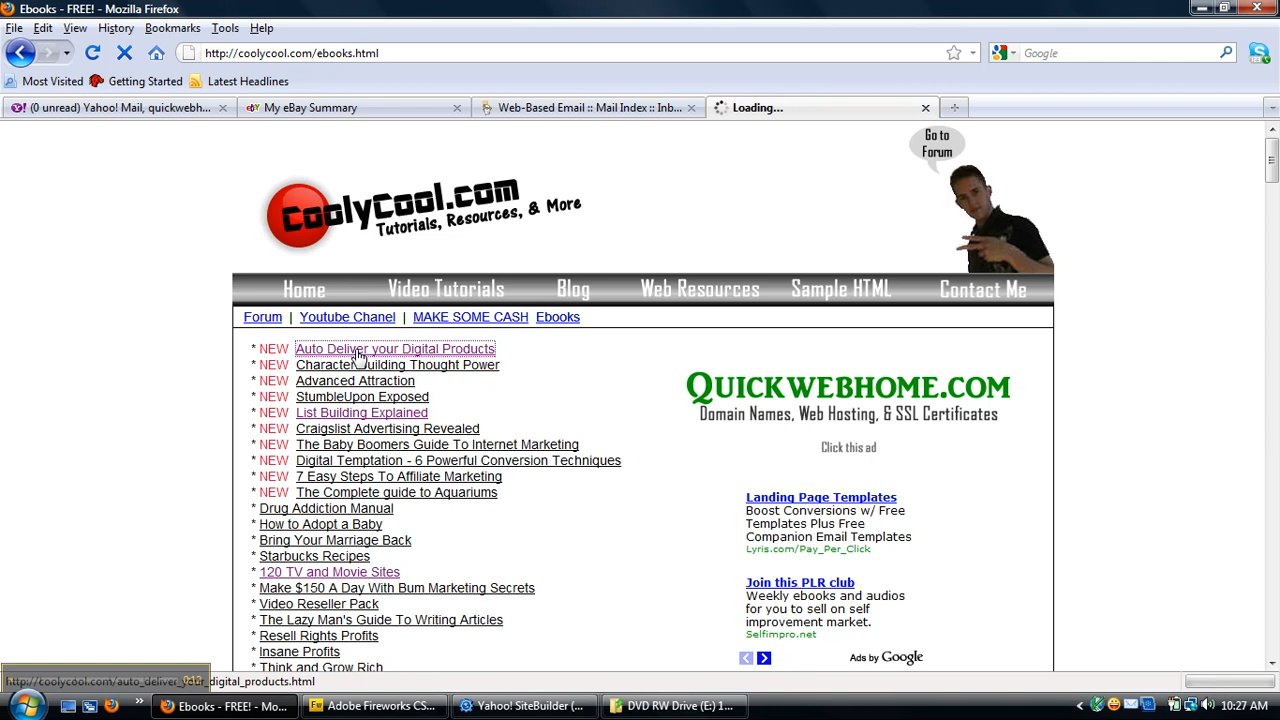 Ebooks - FREE! - Mozilla Firefox
File Edit View History Bookmarks Tools Help
http://coolycool.com/ebooks.html
Google
Most Visited Getting Started Latest Headlines
(0 unread) Yahoo! Mail, quickwebh...
My eBay Summary
Web-Based Email :: Mail Index :: Inb...
Loading...
Go to
Forum
CoolyCool.com
Tutorials, Resources, & More
Home Video Tutorials Blog Web Resources Sample HTML Contact Me
Forum | Youtube Chanel | MAKE SOME CASH Ebooks
* NEW Auto Deliver your Digital Products
* NEW Character Building Thought Power
* NEW Advanced Attraction
* NEW StumbleUpon Exposed
* NEW List Building Explained
* NEW Craigslist Advertising Revealed
* NEW The Baby Boomers Guide To Internet Marketing
* NEW Digital Temptation - 6 Powerful Conversion Techniques
* NEW 7 Easy Steps To Affiliate Marketing
* NEW The Complete guide to Aquariums
* Drug Addiction Manual
* How to Adopt a Baby
* Bring Your Marriage Back
* Starbucks Recipes
* 120 TV and Movie Sites
* Make $150 A Day With Bum Marketing Secrets
* Video Reseller Pack
* The Lazy Man's Guide To Writing Articles
* Resell Rights Profits
* Insane Profits
* Think and Grow Rich
Quickwebhome.com
Domain Names, Web Hosting, & SSL Certificates
Click this ad
Landing Page Templates
Boost Conversions w/ Free
Templates Plus Free
Companion Email Templates
Lyris.com/Pay_Per_Click
Join this PLR club
Weekly ebooks and audios
for you to sell on self
improvement market.
Selfimpro.net
Ads by Google
0:12
http://coolycool.com/auto_deliver_your_digital_products.html
Ebooks - FREE! - Mo...
Adobe Fireworks CS...
Yahoo! SiteBuilder (...
DVD RW Drive (E:) 1...
10:27 AM